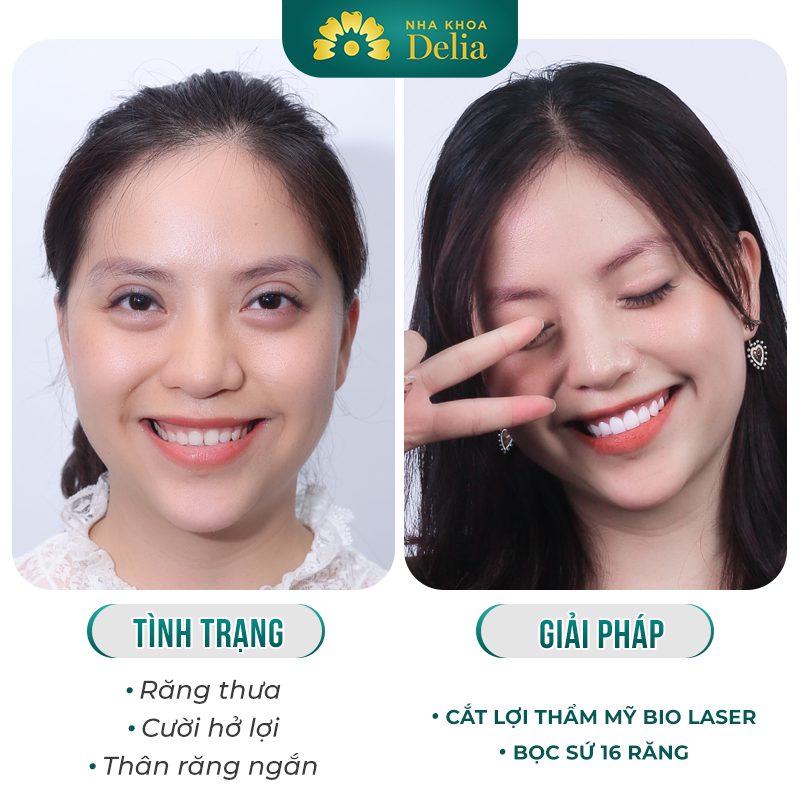 NHA KHOA
Delia
TÌNH TRẠNG
• Răng thưa
• Cười hở lợi
• Thân răng ngắn
GIẢI PHÁP
• CẮT LỢI THẨM MỸ BIO LASER
• BỌC SỨ 16 RĂNG